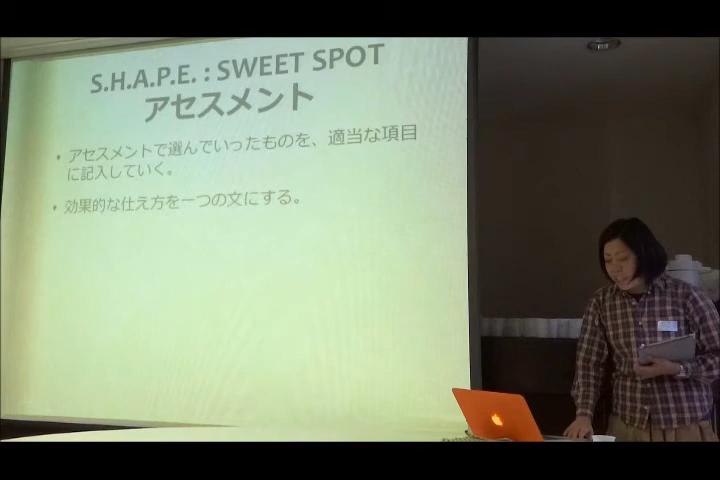 S.H.A.P.E. : SWEET SPOT
アセスメント
• アセスメントで選んでいったものを、適当な項目
に記入していく。
• 効果的な仕え方を一つの文にする。